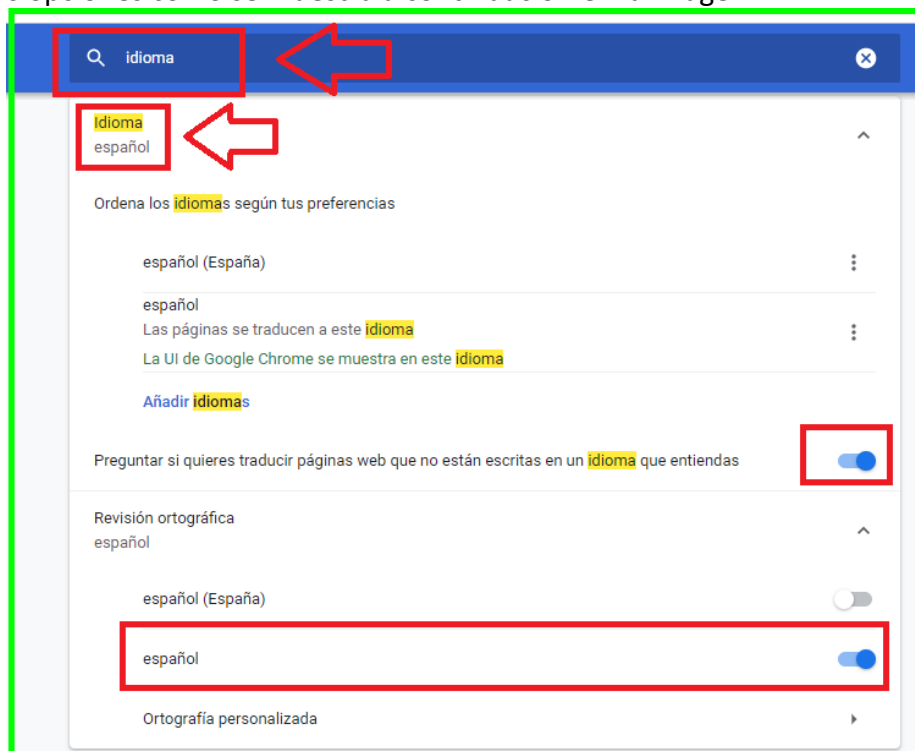 idioma
Idioma
español
Ordena los idiomas según tus preferencias
español (España)
español
Las páginas se traducen a este idioma
La UI de Google Chrome se muestra en este idioma
Añadir idiomas
Preguntar si quieres traducir páginas web que no están escritas en un idioma que entiendas
Revisión ortográfica
español
español (España)
español
Ortografía personalizada